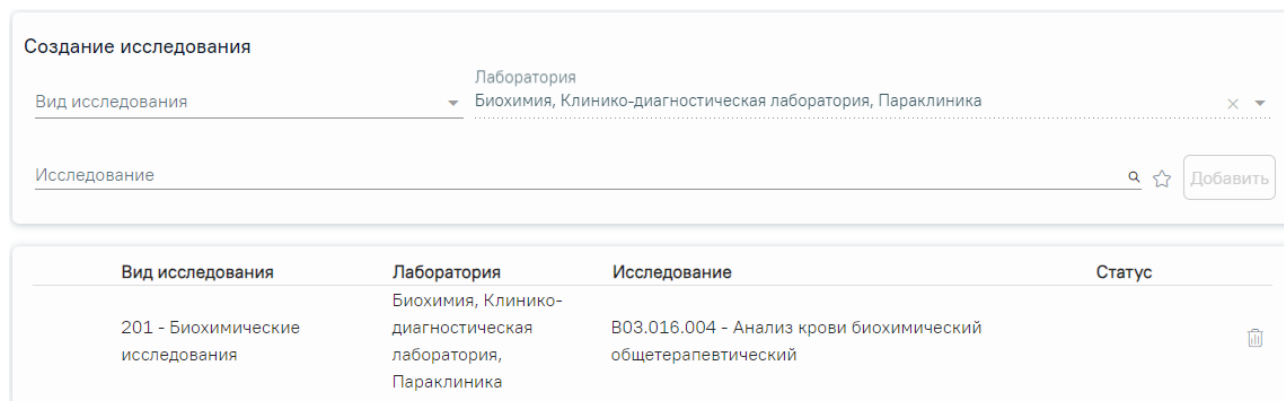 Создание исследования
Лаборатория
Вид исследования
Биохимия, Клинико-диагностическая лаборатория, Параклиника
Исследование
Добавить
Вид исследования Лаборатория Исследование Статус
201 - Биохимические
исследования
Биохимия, Клинико-
диагностическая
лаборатория,
Параклиника
B03.016.004 - Анализ крови биохимический
общетерапевтический